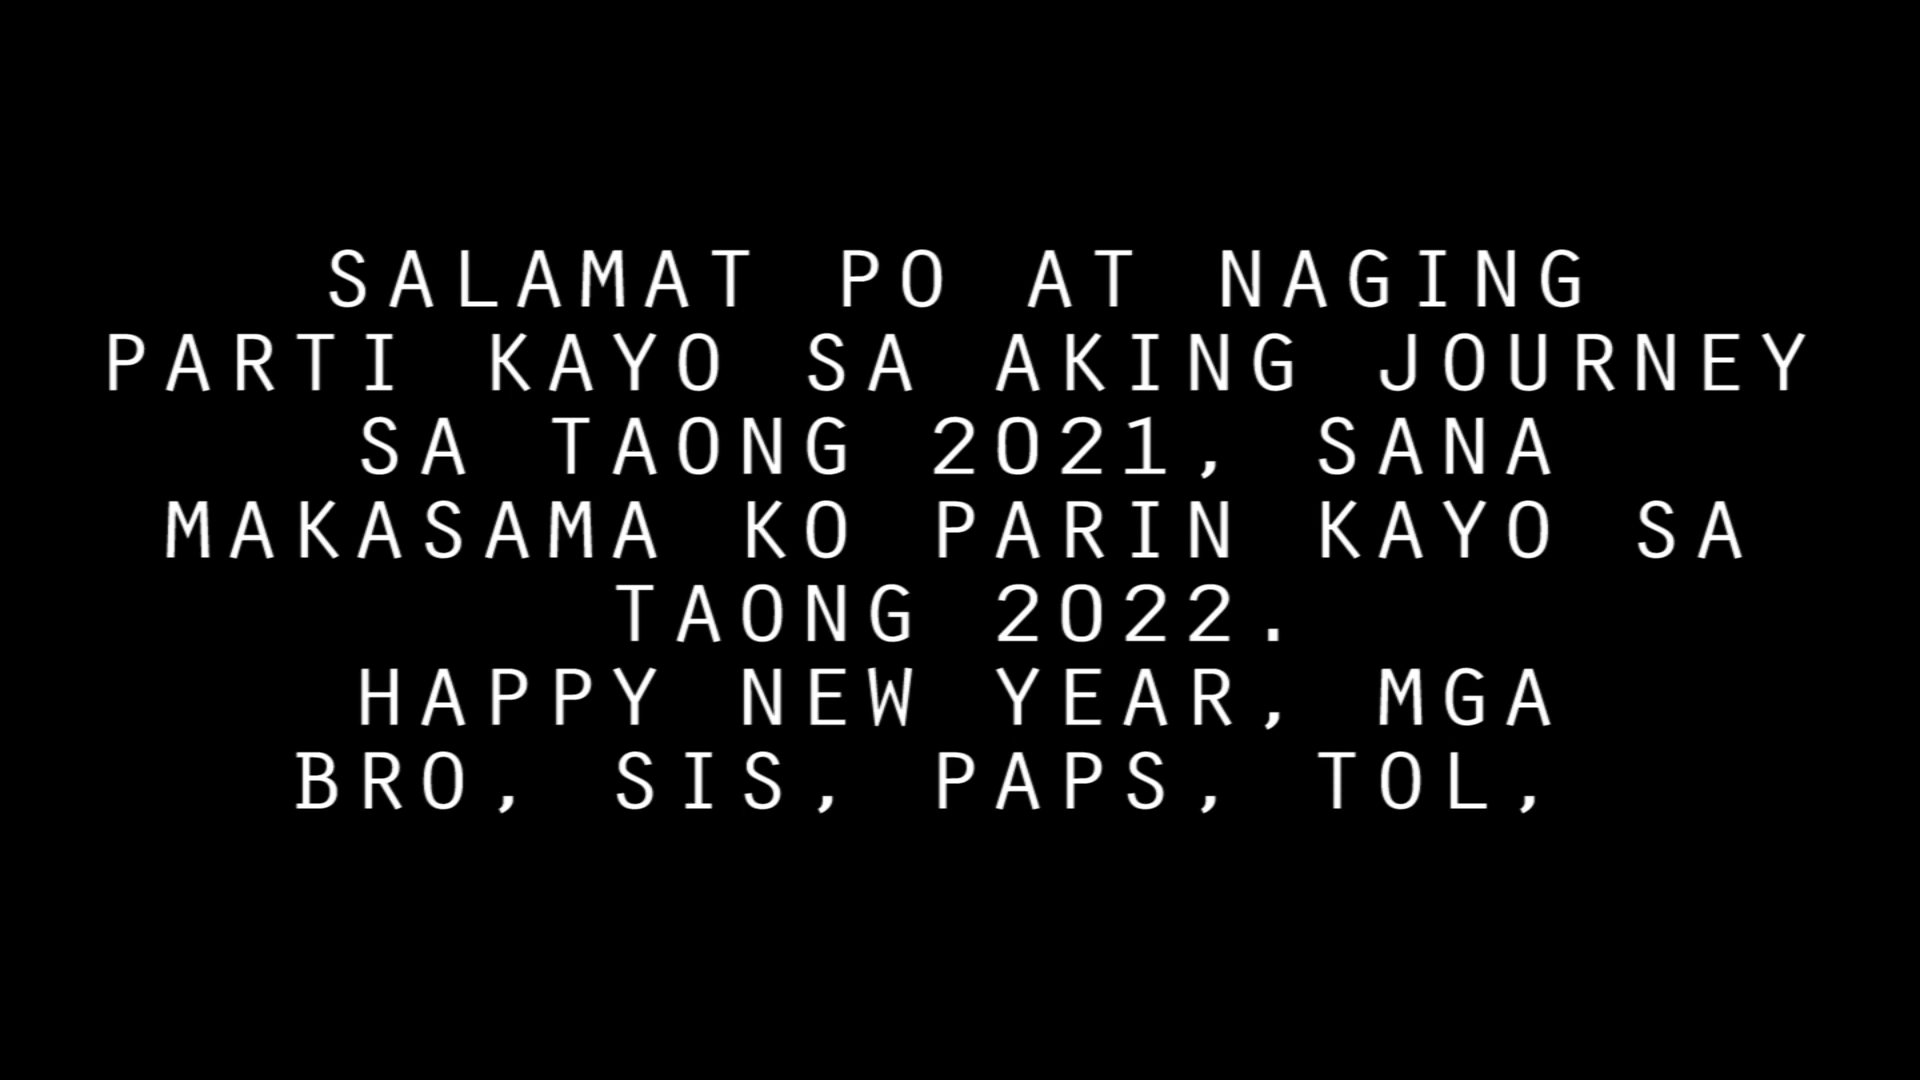 SALAMAT PO AT NAGING
PARTI KAYO SA AKING JOURNEY
SA TAONG 2021, SANA
MAKASAMA KO PARIN KAYO SA
TAONG 2022.
HAPPY NEW YEAR, MGA
BRO, SIS, PAPS, TOL,